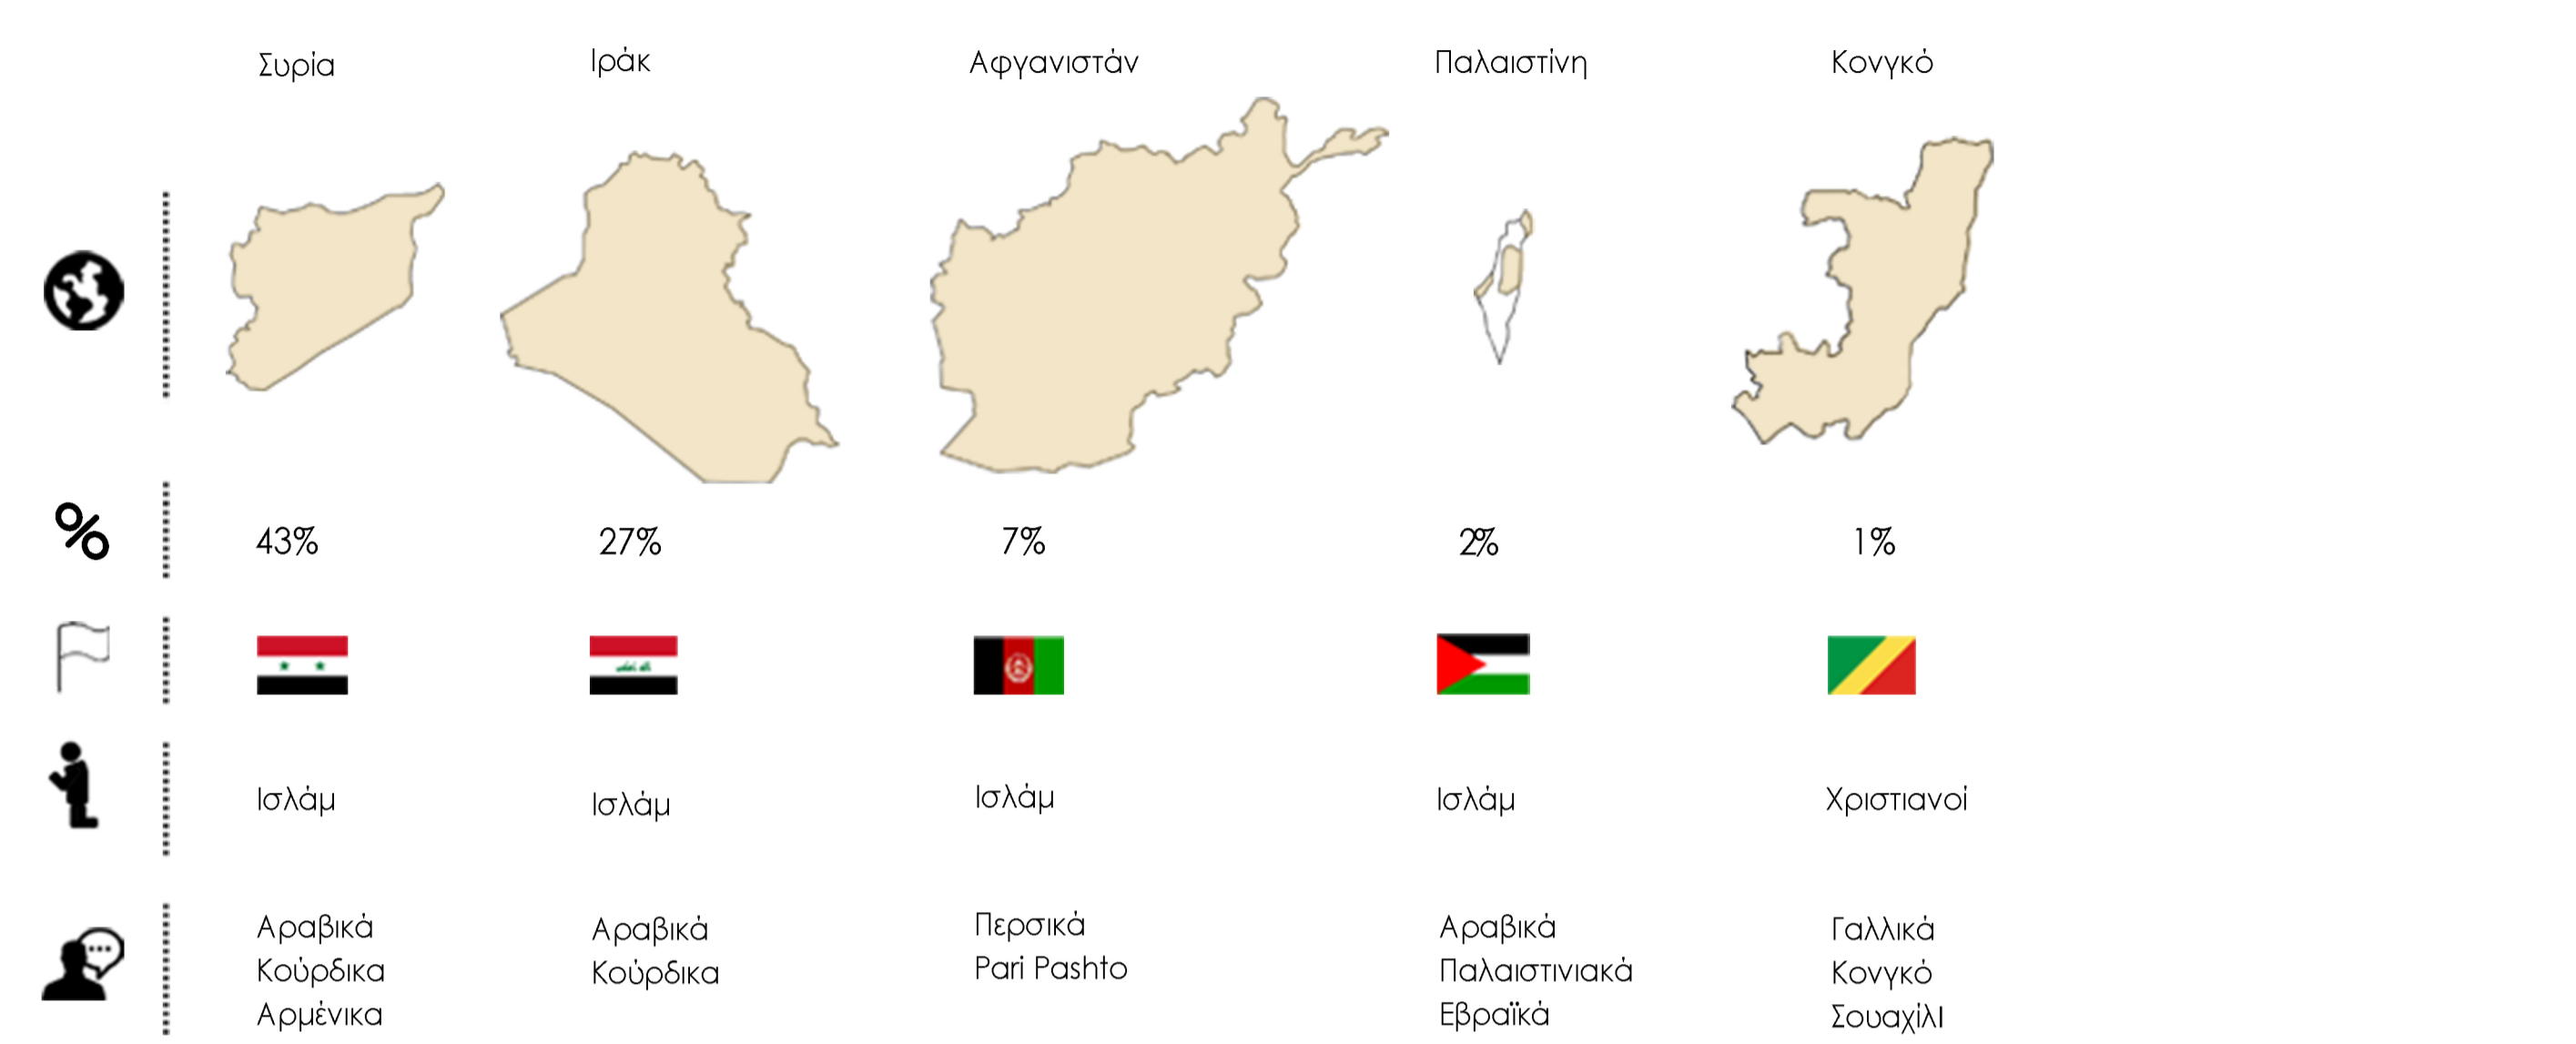 Συρία
Ιράκ
Αφγανιστάν
Παλαιστίνη
Κονγκό
%
43%
27%
7%
2%
1%
Ισλάμ
Ισλάμ
Ισλάμ
Ισλάμ
Χριστιανοί
Αραβικά
Κούρδικα
Αρμένικα
Αραβικά
Κούρδικα
Περσικά
Pari Pashto
Αραβικά
Παλαιστινιακά
Εβραϊκά
Γαλλικά
Κονγκό
ΣουαχίλΙ